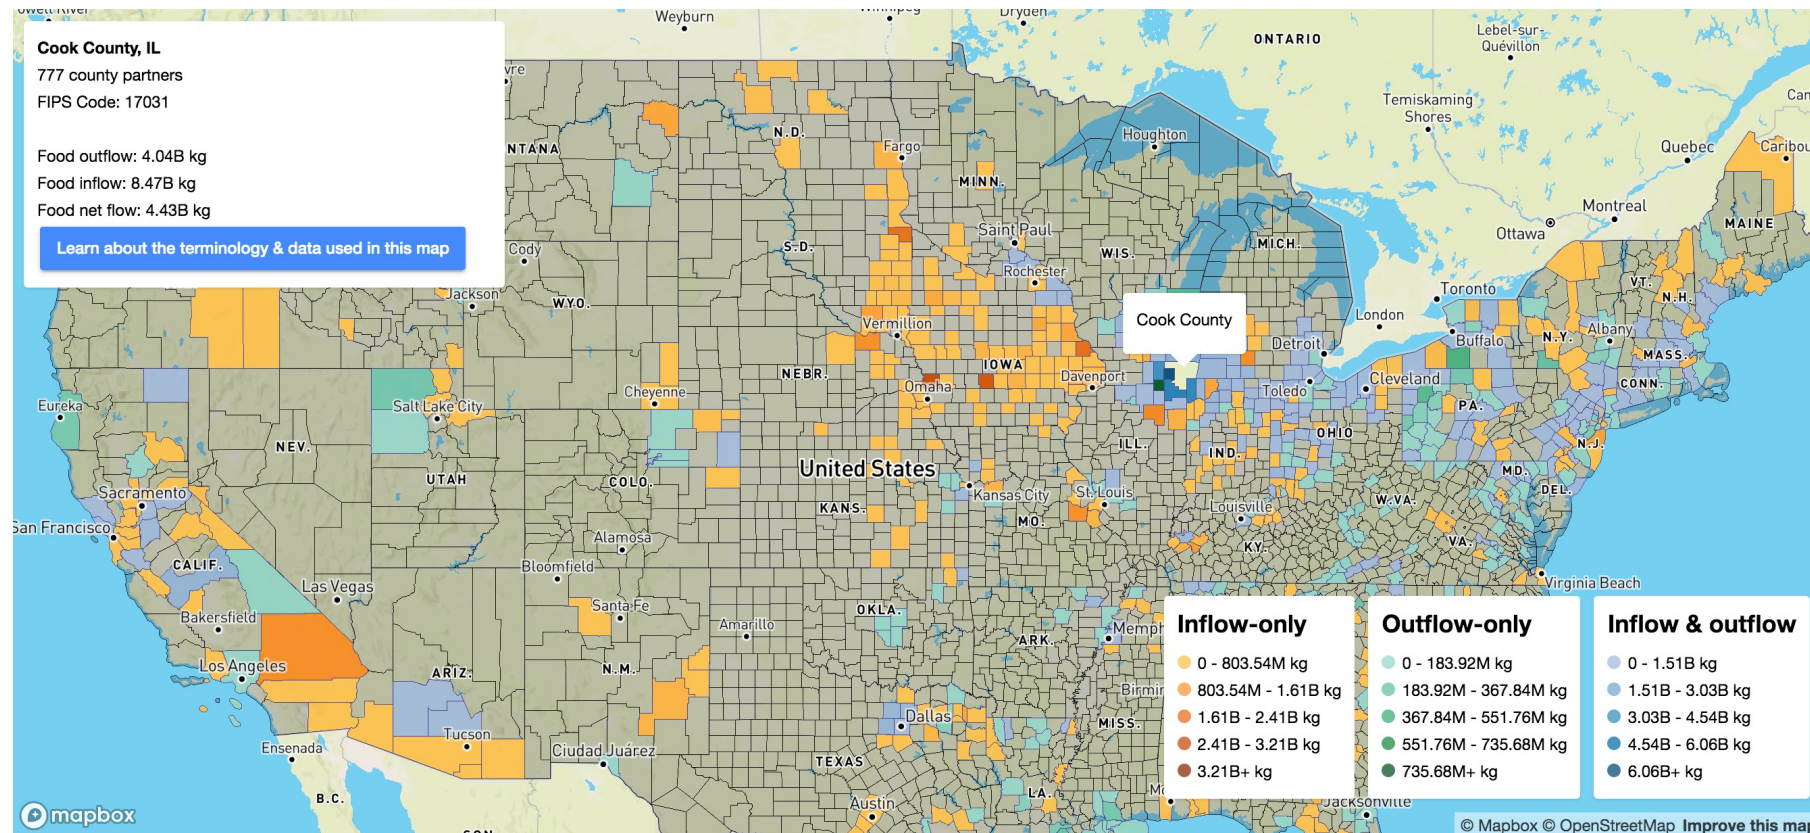 Weyburn
Winnipeg
Dryden
Cook County, IL
777 county partners
FIPS Code: 17031
Food outflow: 4.04B kg
Food inflow: 8.47B kg
Food net flow: 4.43B kg
Learn about the terminology & data used in this map
ONTARIO
Lebel-sur-
Quévillon
Temiskaming
Shores
Quebec
Caribou
Houghton
N.D.
Fargo
NTANA
MINN.
Montreal
Ottawa
MAINE
Saint Paul
Cody
S.D.
WIS.
MICH.
Rochester
Toronto
VT.
N.H.
Jackson
WYO.
Cook County
London
Vermillion
Detroit
Buffalo
N.Y.
Albany
MASS.
NEBR.
IOWA
Davenport
Omaha
Toledo
Cleveland
CONN.
Cheyenne
Eureka
Salt Lake City
PA.
NEV.
ILL.
OHIO
IND.
N.J.
United States
UTAH
COLO.
MD.
DEL.
Sacramento
Kansas City
St. Louis
W.VA.
KANS.
MO.
Louisville
San Francisco
Alamosa
KY.
VA.
CALIF.
Bloomfield
Las Vegas
Virginia Beach
Santa Fe
OKLA.
Bakersfield
Amarillo
ARK.
Memph
Los Angeles
ARIZ.
N.M.
Birmir
Dallas
MISS.
Tucson
Ensenada
Ciudad Juárez
TEXAS
B.C.
LA.
Austin
Jacksonville
Inflow-only
0 - 803.54M kg
803.54M - 1.61B kg
1.61B - 2.41B kg
2.41B - 3.21B kg
3.21B+ kg
Outflow-only
0 - 183.92M kg
183.92M - 367.84M kg
367.84M - 551.76M kg
551.76M - 735.68M kg
735.68M+ kg
Inflow & outflow
0 - 1.51B kg
1.51B - 3.03B kg
3.03B - 4.54B kg
4.54B - 6.06B kg
6.06B+ kg
mapbox
© Mapbox © OpenStreetMap Improve this map